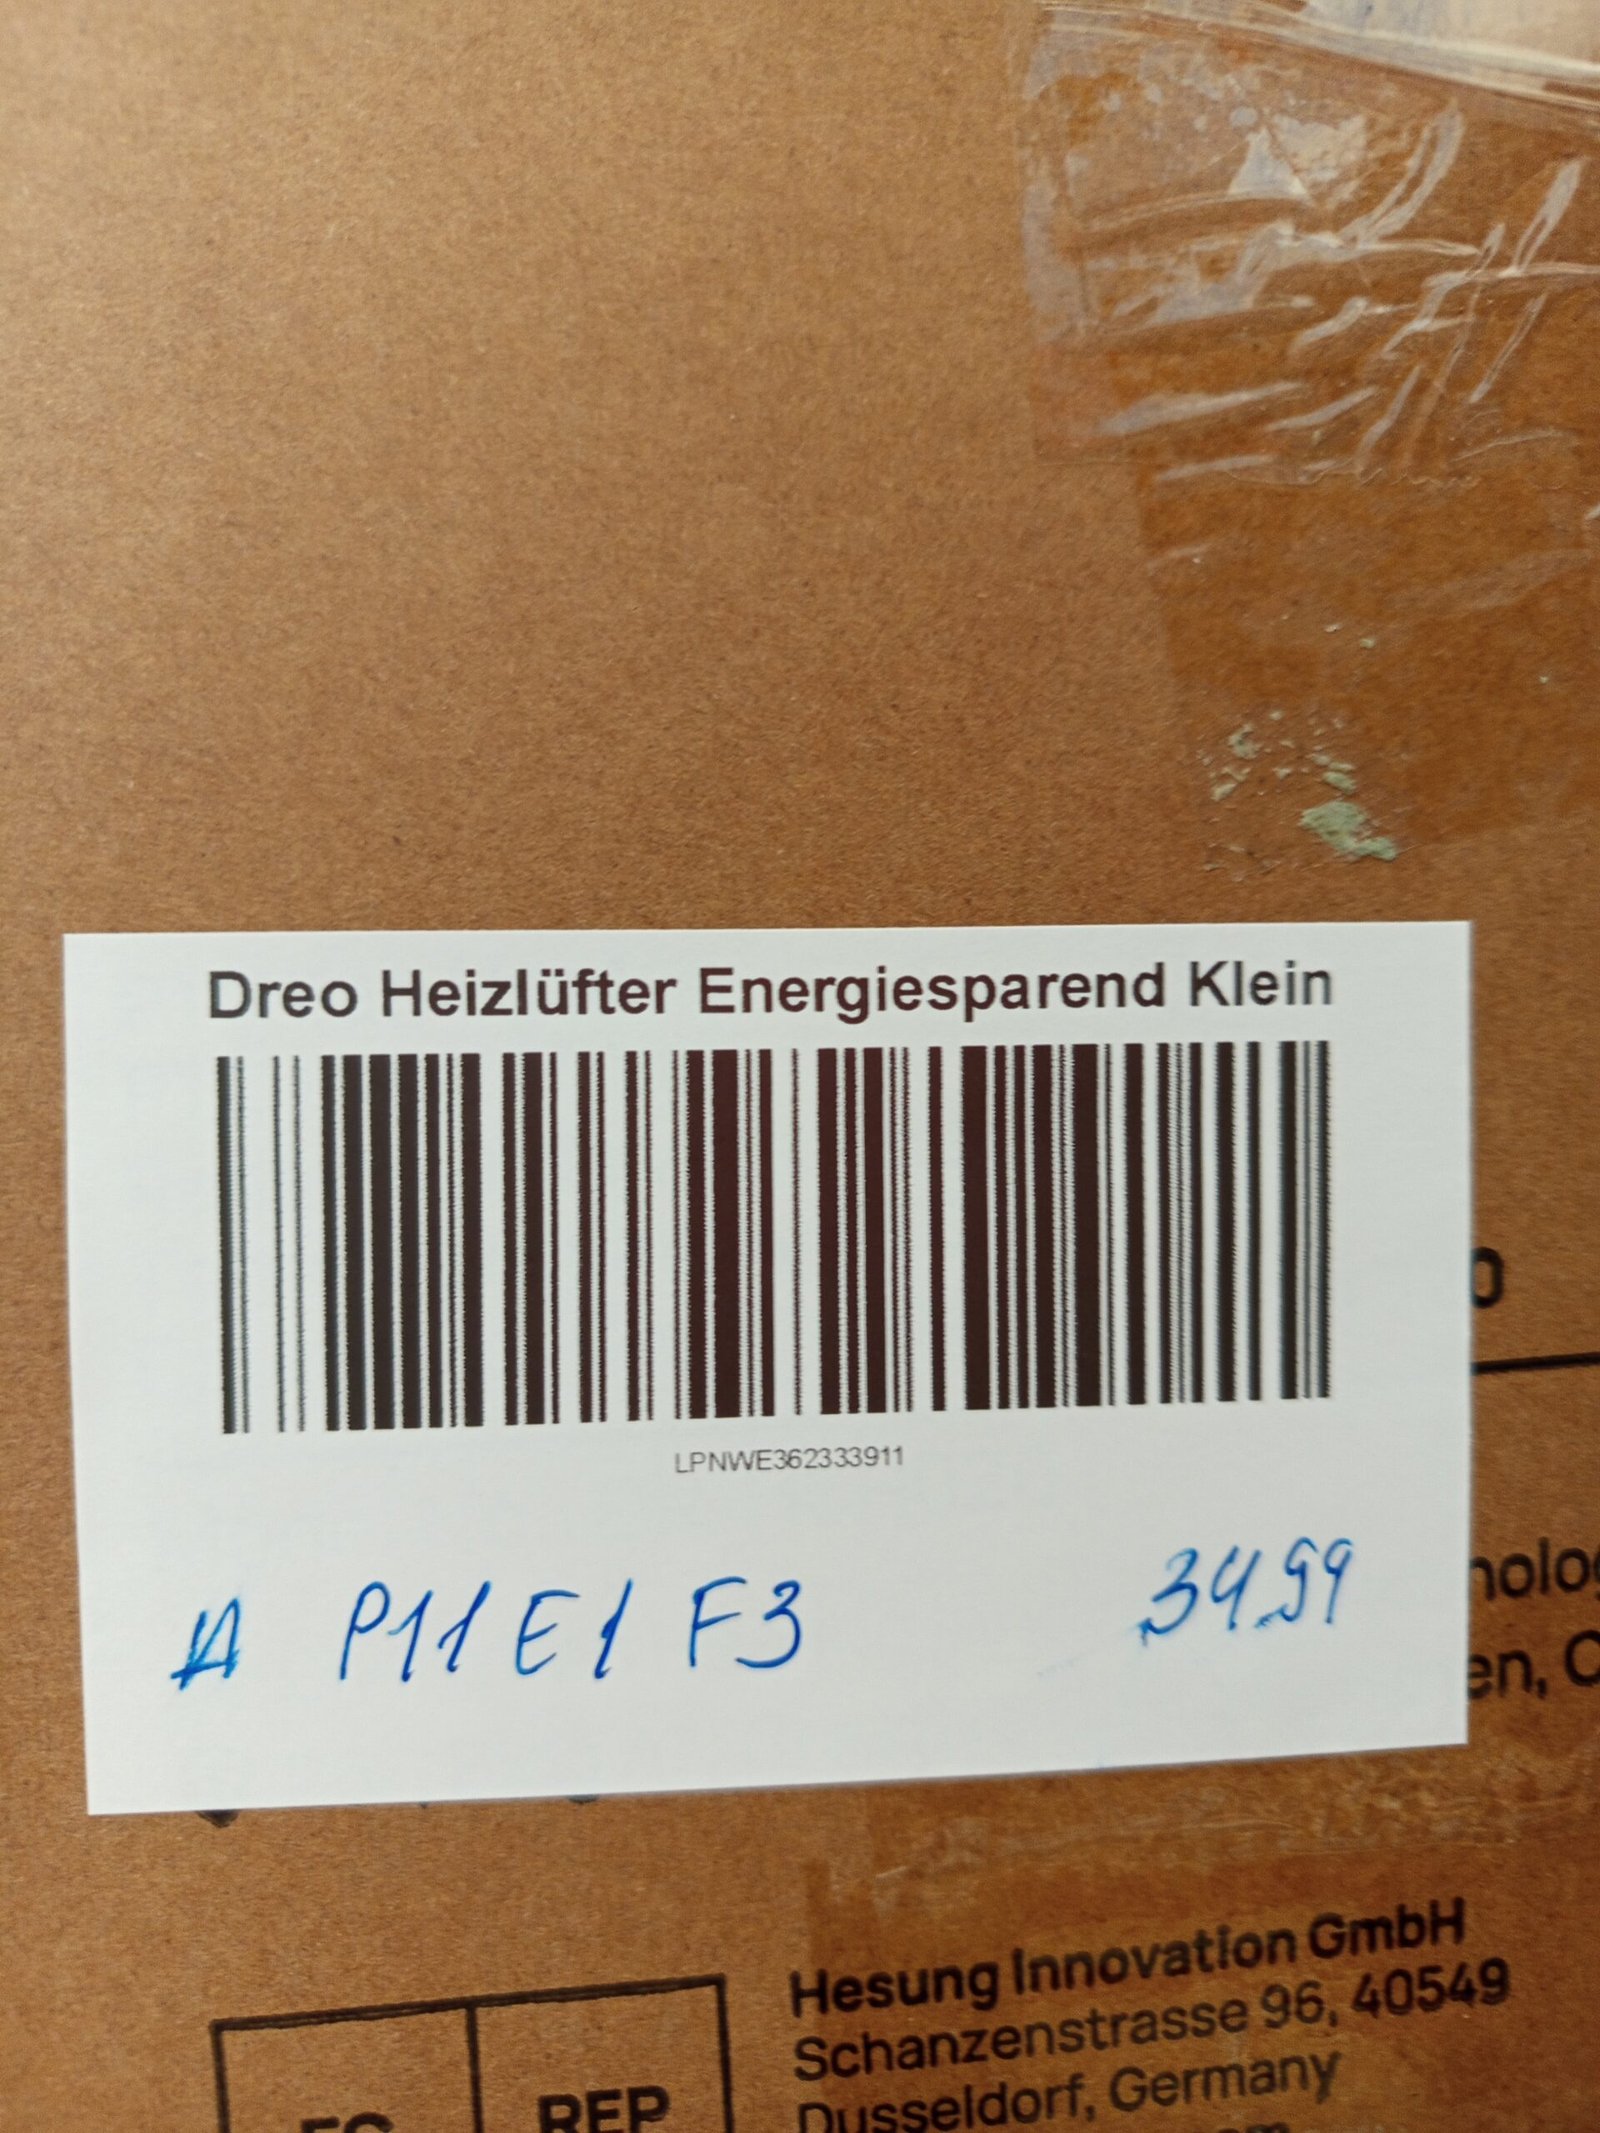 Dreo Heizlüfter Energiesparend Klein
LPNWE362333911
A P11 E1 F3 34.99
en,
Hesung Innovation GmbH
Schanzenstrasse 96, 40549
Dusseldorf, Germany
REP